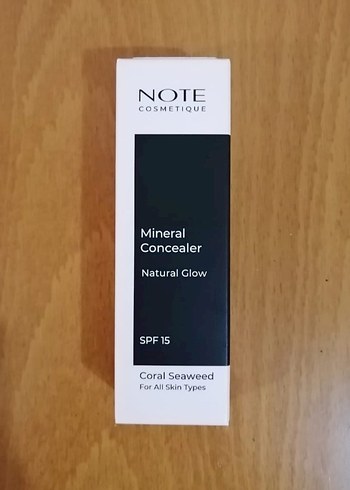 NOTE
COSMETIQUE
Mineral
Concealer
Natural Glow
SPF 15
Coral Seaweed
For All Skin Types